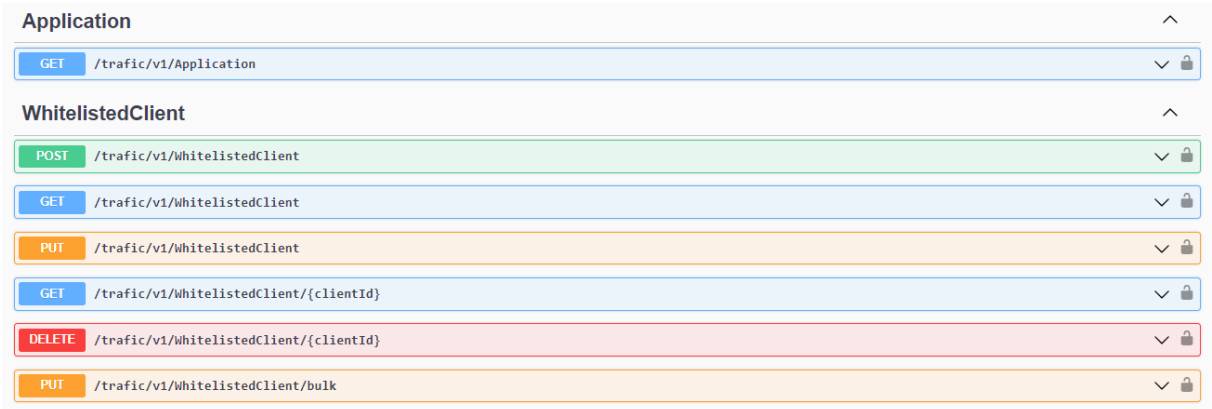 Application
GET /trafic/v1/Application
WhitelistedClient
POST /trafic/v1/WhitelistedClient
GET /trafic/v1/WhitelistedClient
PUT /trafic/v1/WhitelistedClient
GET /trafic/v1/WhitelistedClient/{clientId}
DELETE /trafic/v1/WhitelistedClient/{clientId}
PUT /trafic/v1/WhitelistedClient/bulk